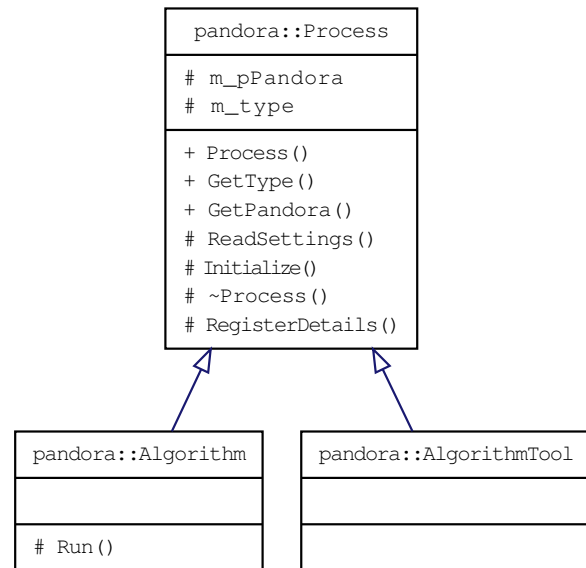 pandora::Process
# m_pPandora
# m_type
+ Process()
+ GetType()
+ GetPandora()
# ReadSettings()
# Initialize()
# ~Process()
# RegisterDetails()
pandora::Algorithm
pandora::AlgorithmTool
# Run()